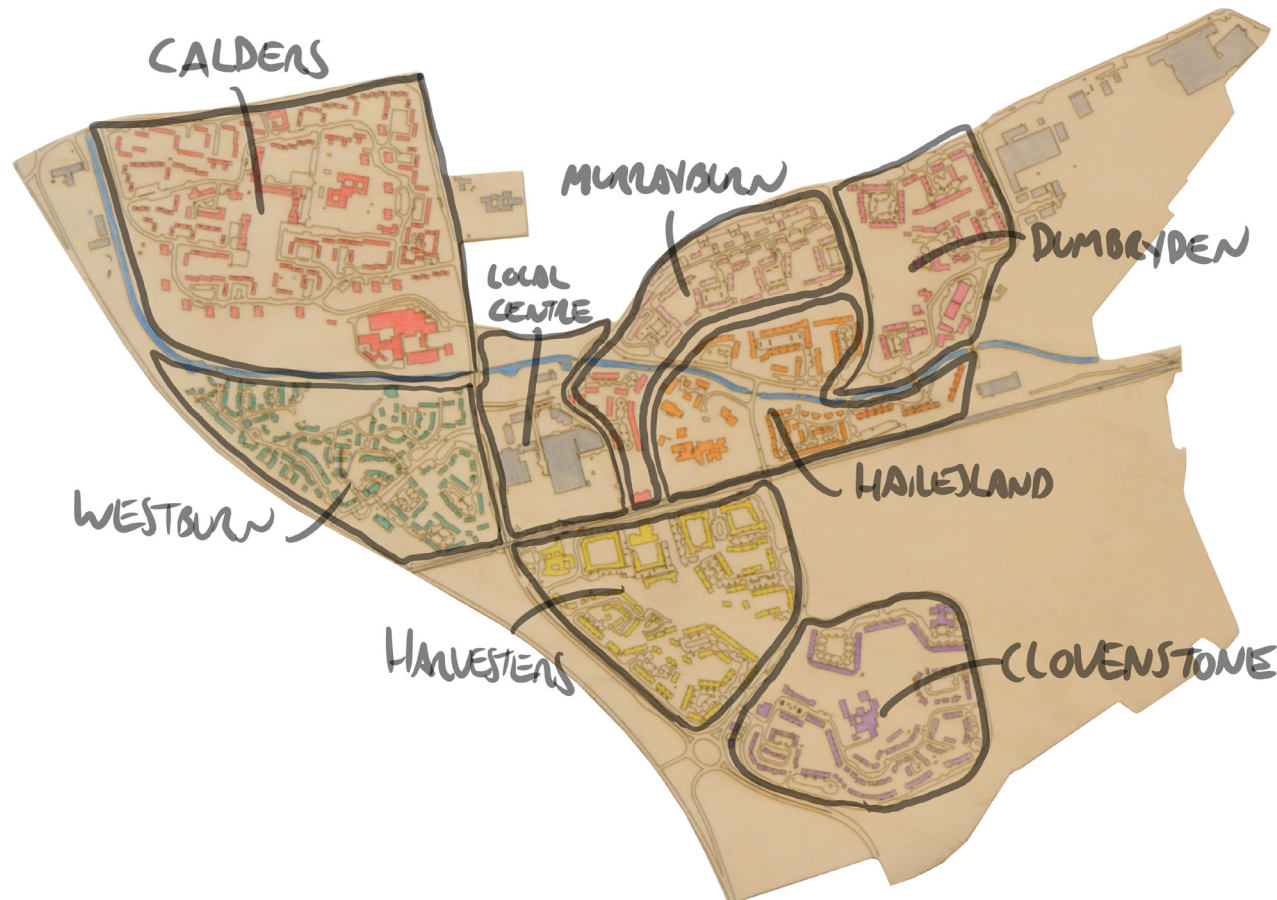 CALDERS
MURRAYBURN
DUMBRYDEN
LOCAL
CENTRE
HAILESLAND
WESTBURN
HARVESTERS
CLOVENSTONE